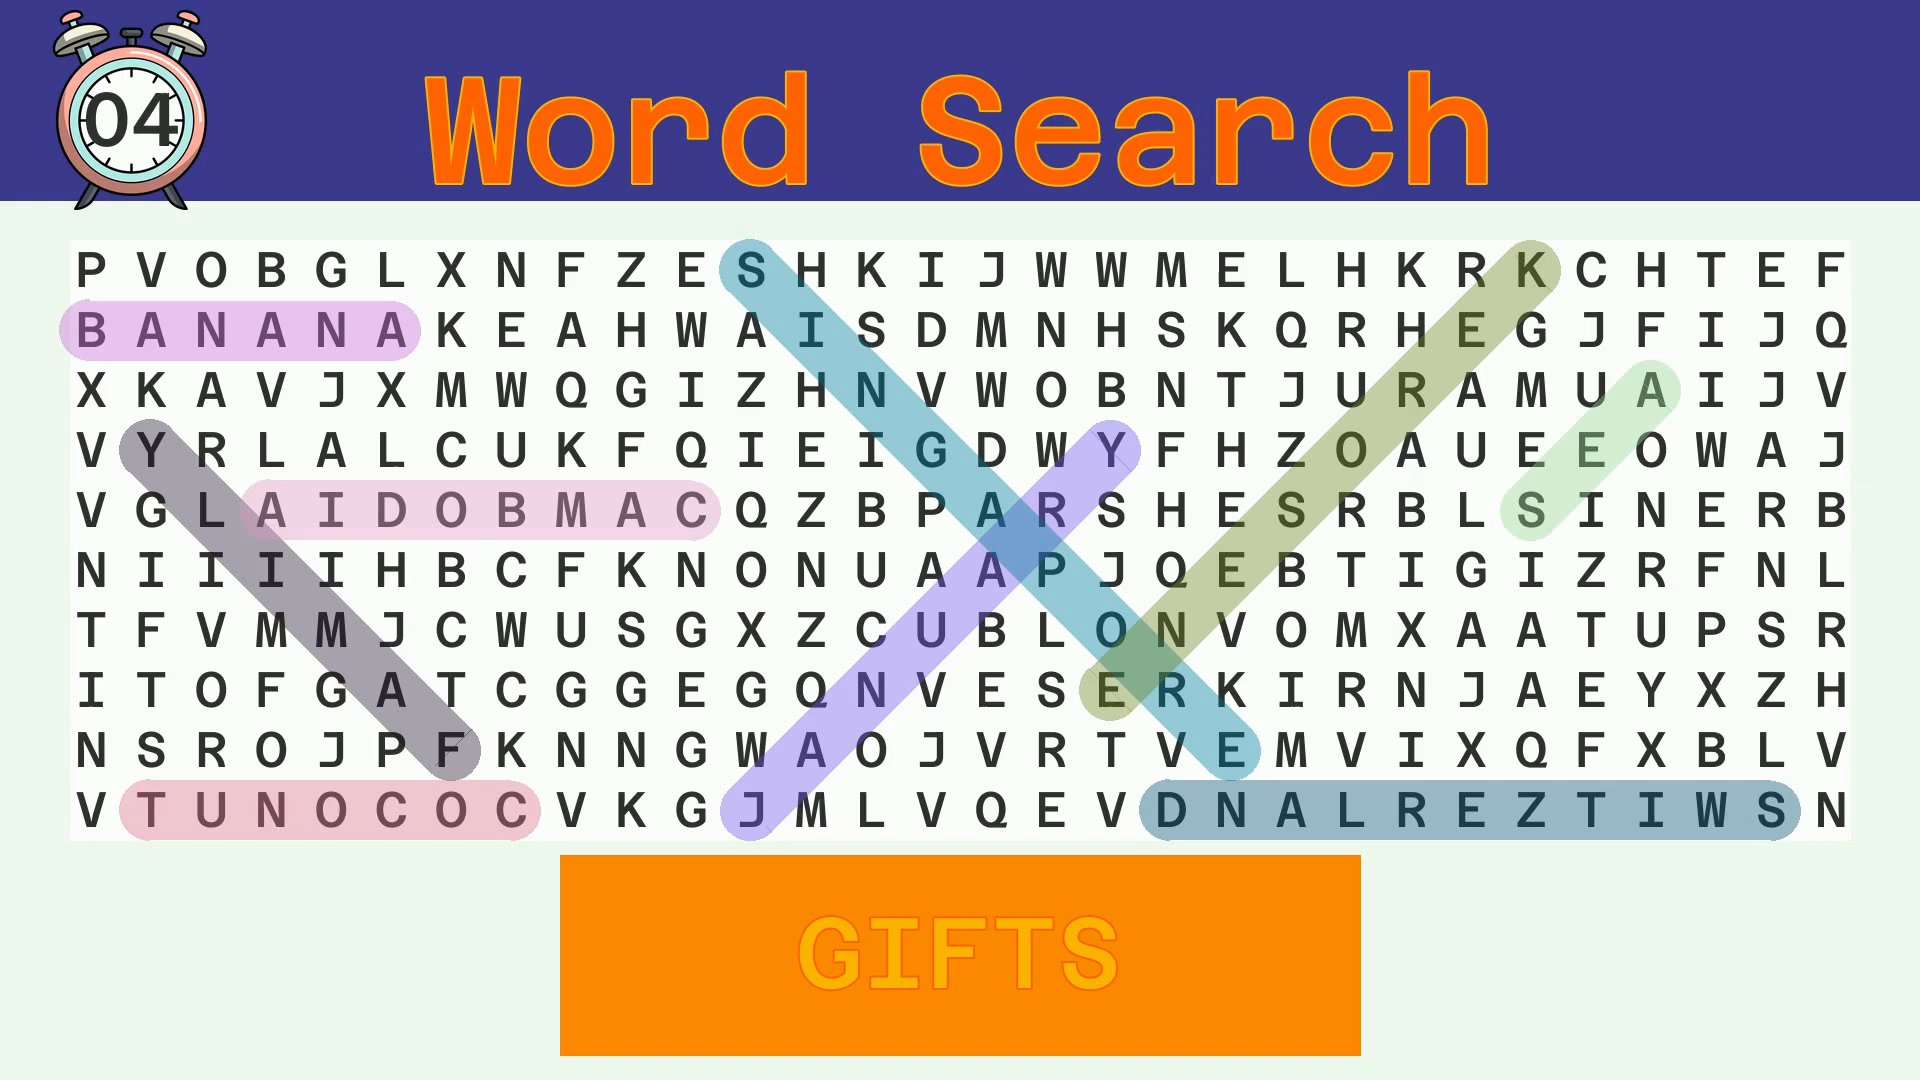 04
Word Search
P V O B G L X N F Z E S H K I J W W M E L H K R K C H T E F
B A N A N A K E A H W A I S D M N H S K Q R H E G J F I J Q
X K A V J X M W Q G I Z H N V W O B N T J U R A M U A I J V
V Y R L A L C U K F Q I E I G D W Y F H Z O A U E E O W A J
V G L A I D O B M A C Q Z B P A R S H E S R B L S I N E R B
N I I I I H B C F K N O N U A A P J Q E B T I G I Z R F N L
T F V M M J C W U S G X Z C U B L O N V O M X A A T U P S R
I T O F G A T C G G E G Q N V E S E R K I R N J A E Y X Z H
N S R O J P F K N N G W A O J V R T V E M V I X Q F X B L V
V T U N O C O C V K G J M L V Q E V D N A L R E Z T I W S N
GIFTS